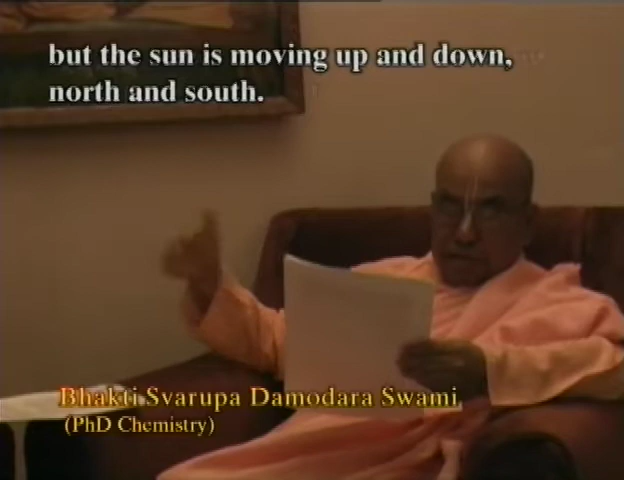 but the sun is moving up and down,
north and south.
Bhakti Svarupa Damodara Swami
(PhD Chemistry)